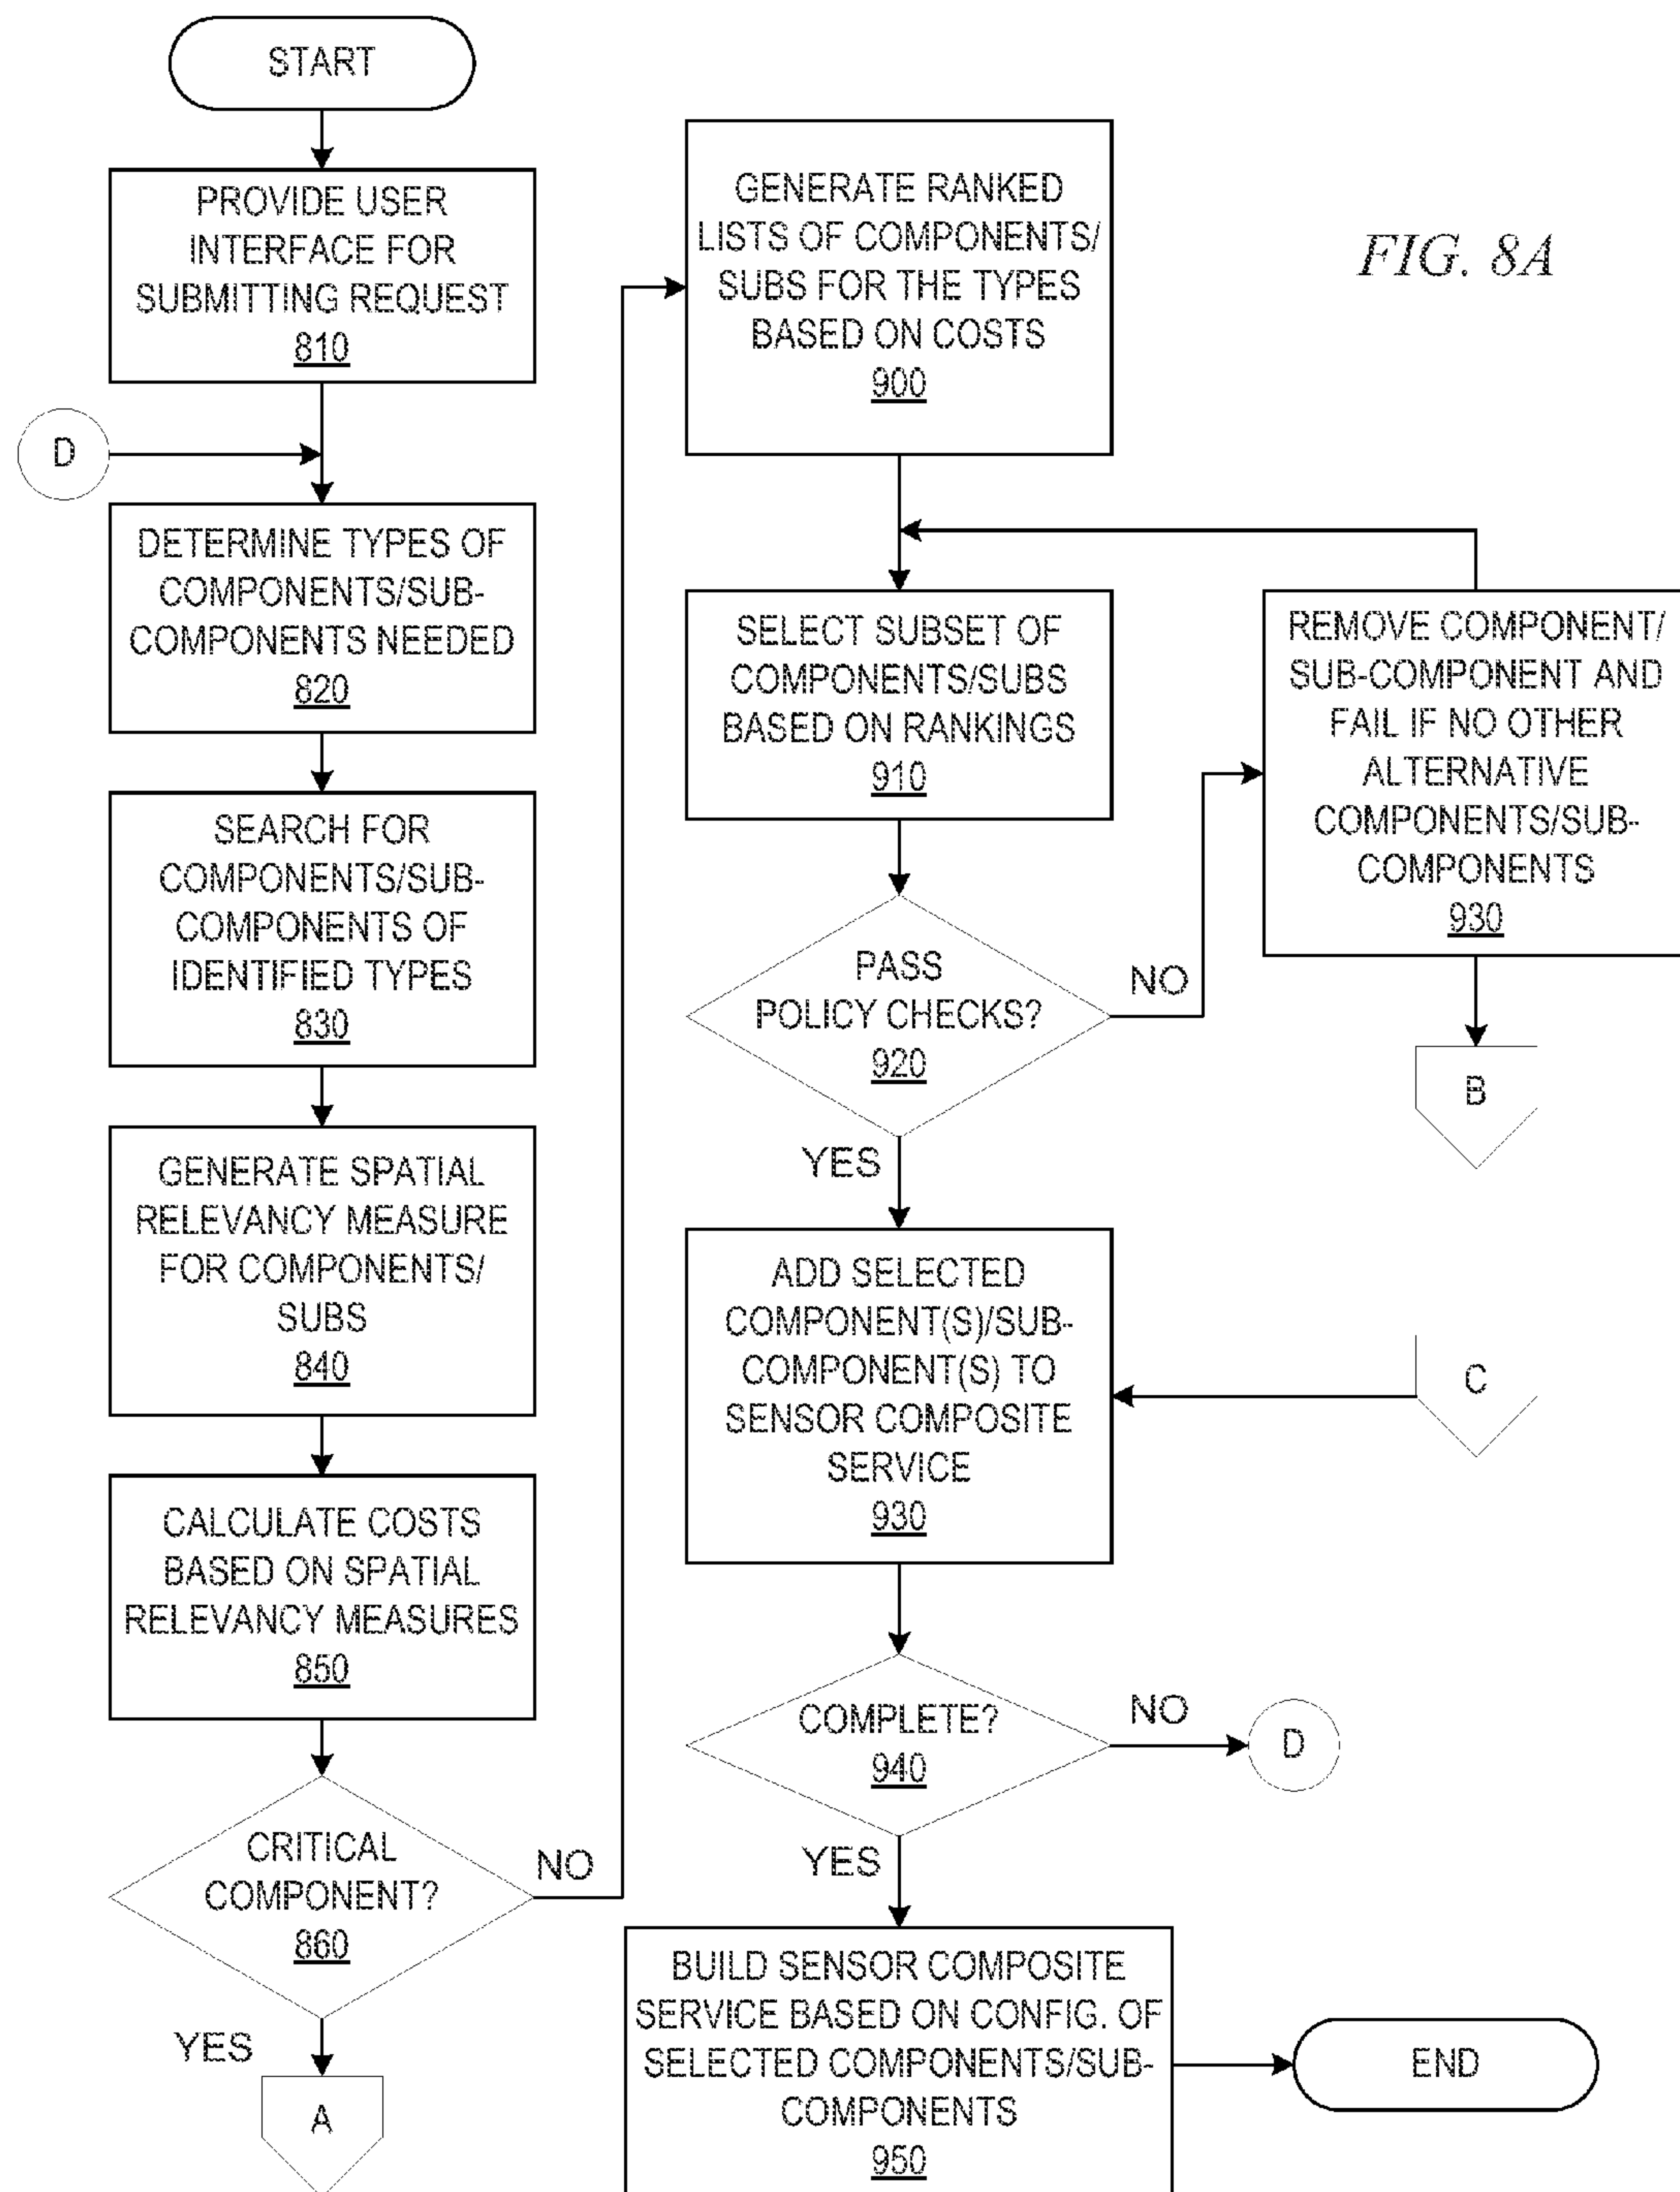 START
PROVIDE USER
INTERFACE FOR
SUBMITTING REQUEST
810
D
DETERMINE TYPES OF
COMPONENTS/SUB-
COMPONENTS NEEDED
820
SEARCH FOR
COMPONENTS/SUB-
COMPONENTS OF
IDENTIFIED TYPES
830
GENERATE SPATIAL
RELEVANCY MEASURE
FOR COMPONENTS/
SUBS
840
CALCULATE COSTS
BASED ON SPATIAL
RELEVANCY MEASURES
850
CRITICAL
COMPONENT?
860
NO
YES
A
GENERATE RANKED
LISTS OF COMPONENTS/
SUBS FOR THE TYPES
BASED ON COSTS
900
SELECT SUBSET OF
COMPONENTS/SUBS
BASED ON RANKINGS
910
PASS
POLICY CHECKS?
920
NO
YES
ADD SELECTED
COMPONENT(S)/SUB-
COMPONENT(S) TO
SENSOR COMPOSITE
SERVICE
930
COMPLETE?
940
NO
D
YES
BUILD SENSOR COMPOSITE
SERVICE BASED ON CONFIG. OF
SELECTED COMPONENTS/SUB-
COMPONENTS
950
END
FIG. 8A
REMOVE COMPONENT/
SUB-COMPONENT AND
FAIL IF NO OTHER
ALTERNATIVE
COMPONENTS/SUB-
COMPONENTS
930
B
C